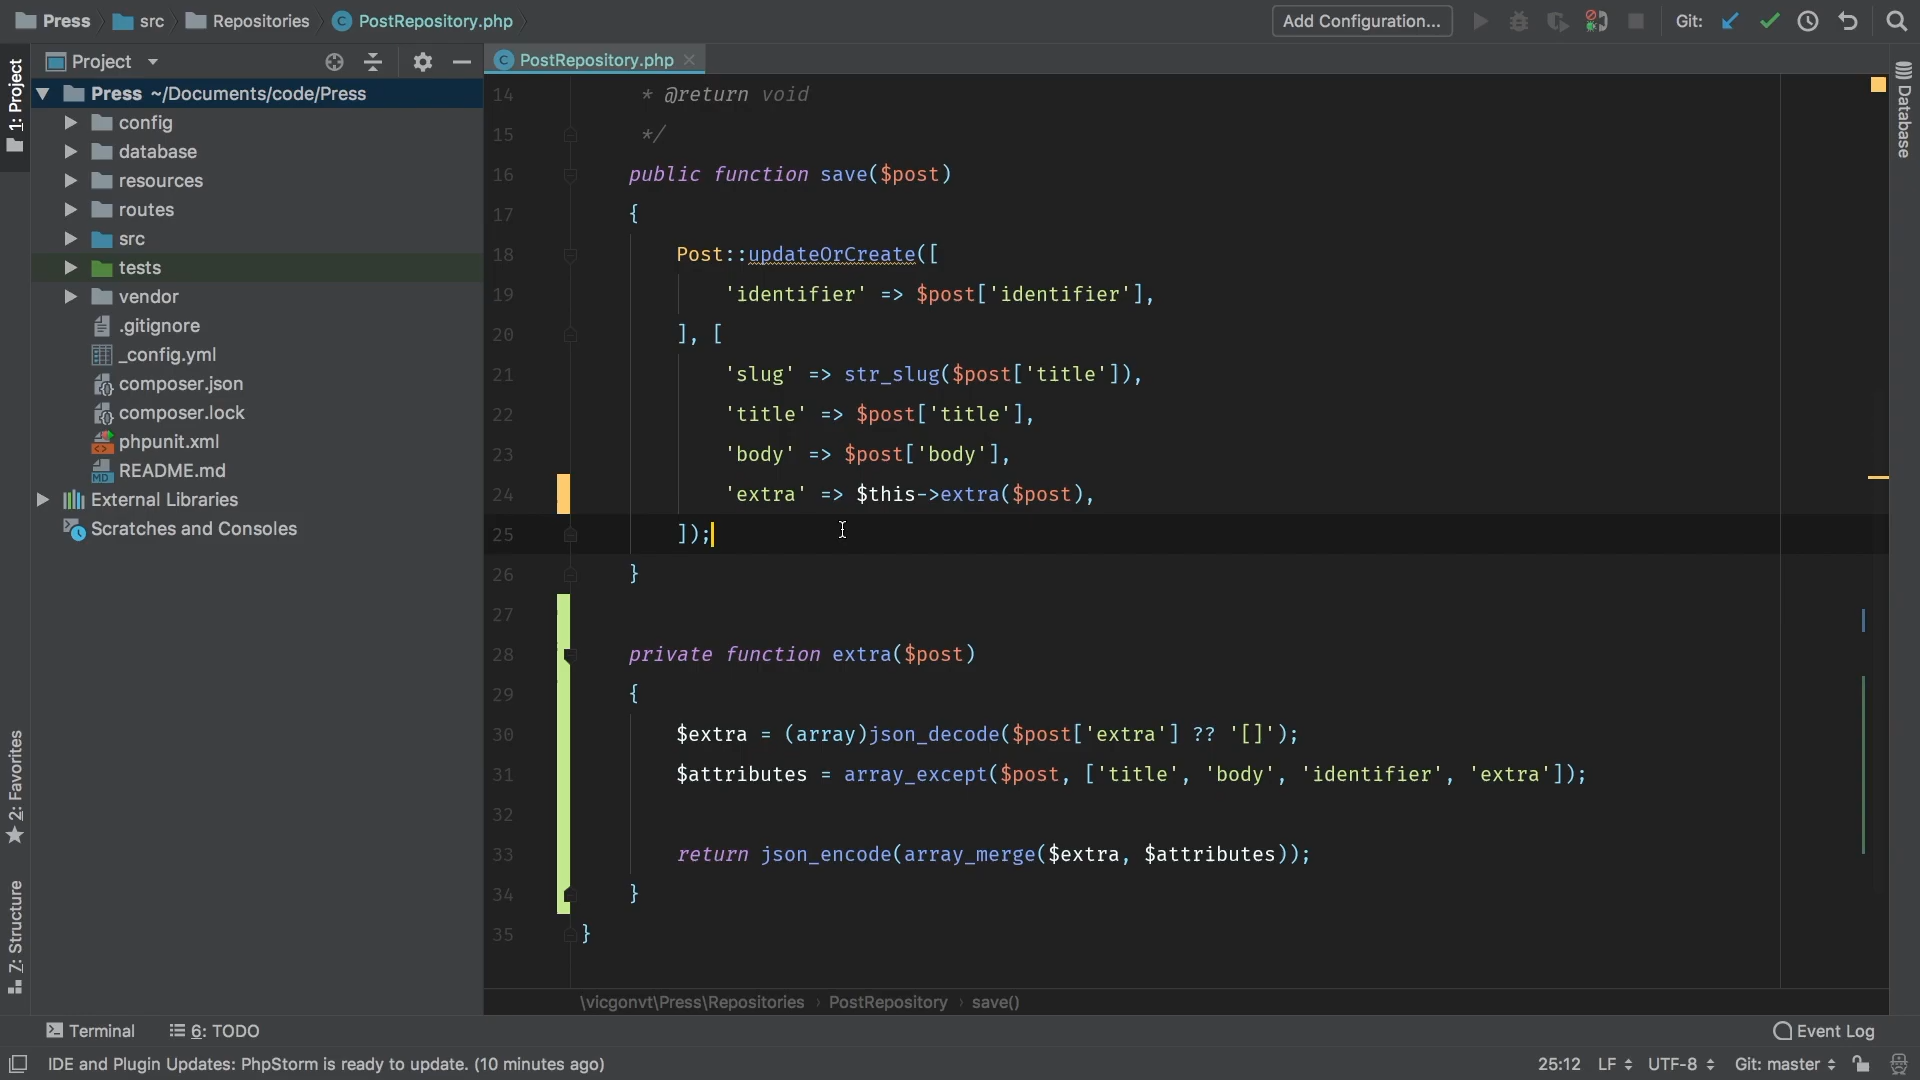 Press src Repositories PostRepository.php
Add Configuration... Git:
1: Project
Project
PostRepository.php
Database
Press ~/Documents/code/Press
config
database
resources
routes
src
tests
vendor
.gitignore
_config.yml
composer.json
composer.lock
phpunit.xml
README.md
External Libraries
Scratches and Consoles
2: Favorites
7: Structure
14 * @return void
15 */
16 public function save($post)
17 {
18 Post::updateOrCreate([
19 'identifier' => $post['identifier'],
20 ], [
21 'slug' => str_slug($post['title']),
22 'title' => $post['title'],
23 'body' => $post['body'],
24 'extra' => $this->extra($post),
25 ]);
26 }
27
28 private function extra($post)
29 {
30 $extra = (array)json_decode($post['extra'] ?? '[]');
31 $attributes = array_except($post, ['title', 'body', 'identifier', 'extra']);
32
33 return json_encode(array_merge($extra, $attributes));
34 }
35 }
\vicgonvt\Press\Repositories › PostRepository › save()
Terminal 6: TODO Event Log
IDE and Plugin Updates: PhpStorm is ready to update. (10 minutes ago) 25:12 LF UTF-8 Git: master